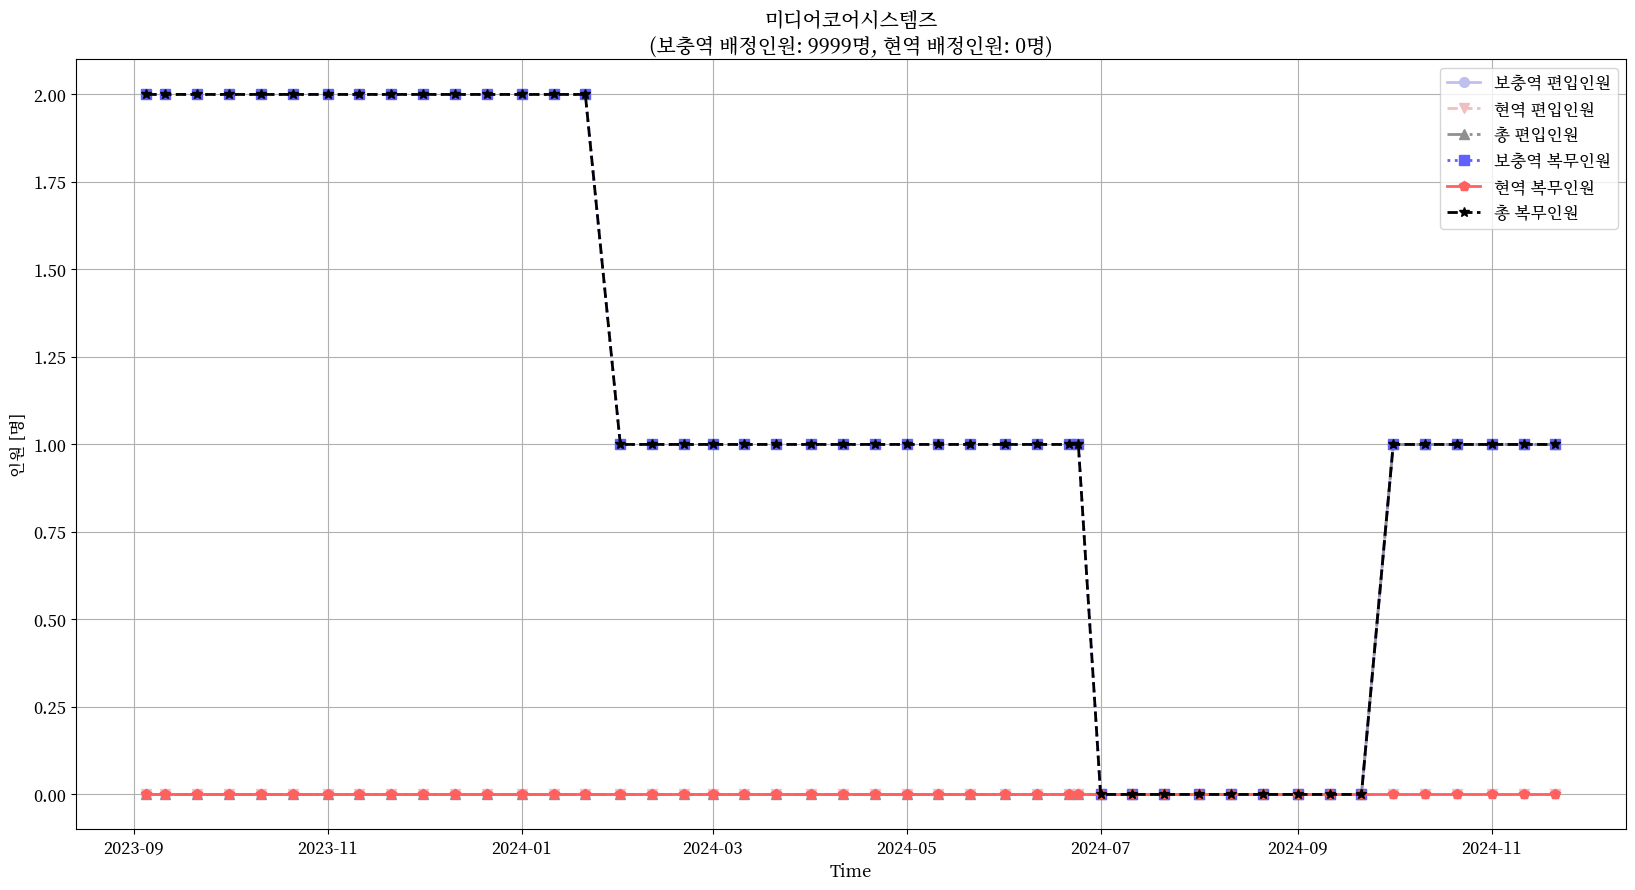 미디어코어시스템즈
(보충역 배정인원: 9999명, 현역 배정인원: 0명)
보충역 편입인원
현역 편입인원
총 편입인원
보충역 복무인원
현역 복무인원
총 복무인원
2.00
1.75
1.50
1.25
1.00
0.75
0.50
0.25
0.00
인원 [명]
2023-09 2023-11 2024-01 2024-03 2024-05 2024-07 2024-09 2024-11
Time